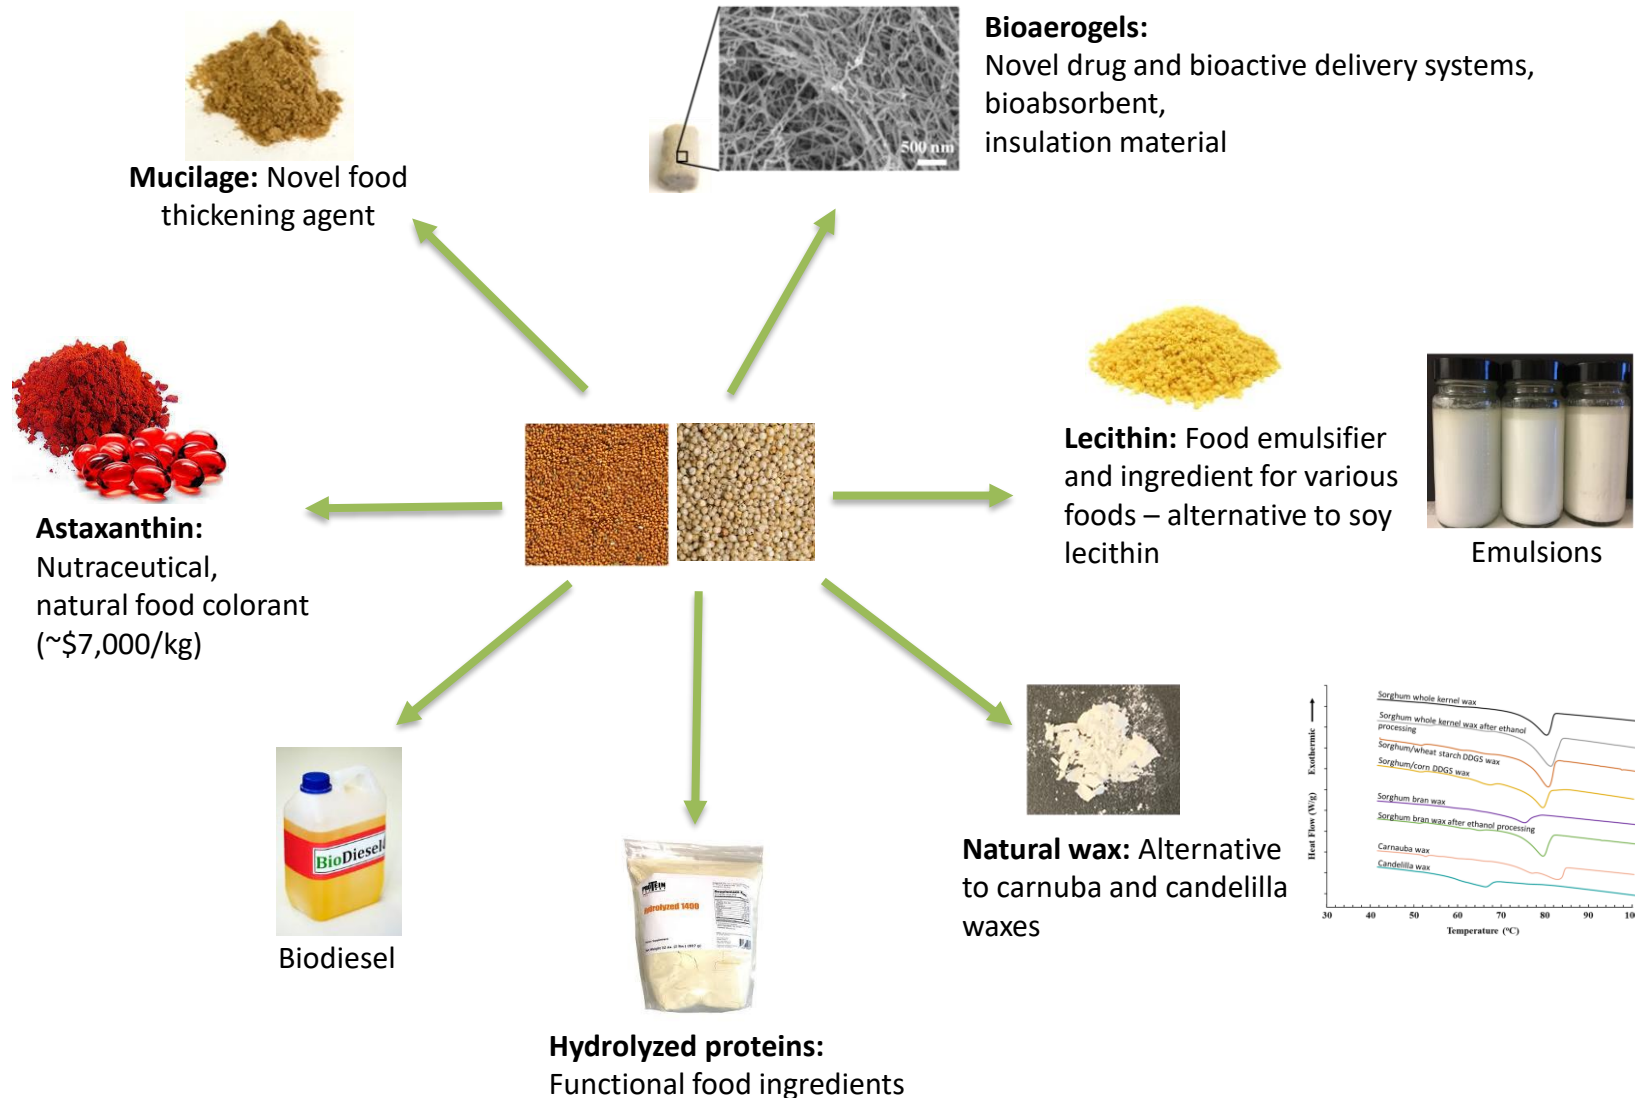 Bioaerogels:
Novel drug and bioactive delivery systems,
bioabsorbent,
insulation material
500 nm
Mucilage: Novel food
thickening agent
Lecithin: Food emulsifier
and ingredient for various
foods – alternative to soy
lecithin
Emulsions
Astaxanthin:
Nutraceutical,
natural food colorant
(~$7,000/kg)
BioDiesel
Biodiesel
PROTEIN
Hydrolyzed 1400
Hydrolyzed proteins:
Functional food ingredients
Natural wax: Alternative
to carnuba and candelilla
waxes
Heat Flow (W/g) Exothermic
Sorghum whole kernel wax
Sorghum whole kernel wax after ethanol
processing
Sorghum/wheat starch DDGS wax
Sorghum/corn DDGS wax
Sorghum bran wax
Sorghum bran wax after ethanol processing
Carnauba wax
Candelilla wax
30 40 50 60 70 80 90 10
Temperature (°C)